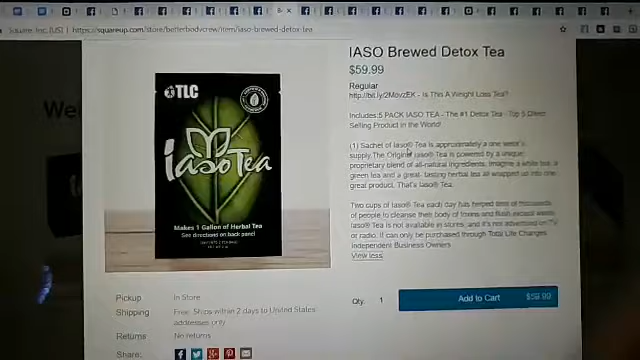 https://squareup.com/store/betterbodycrew/item/iaso-brewed-detox-tea
IASO Brewed Detox Tea
$59.99
Regular
http://bit.ly/2MovzEK - Is This A Weight Loss Tea?
Includes:5 PACK IASO TEA - The #1 Detox Tea - Top 5 Direct
Selling Product in the World!
(1) Sachet of Iaso® Tea is approximately a one week's
supply.The Original Iaso® Tea is powered by a unique
proprietary blend of all-natural ingredients. Imagine a white tea, a
green tea and a great- tasting herbal tea all wrapped up into one
great product. That's Iaso® Tea.
Two cups of Iaso® Tea each day has helped tens of thousands
of people to cleanse their body of toxins and flush excess waste.
Iaso® Tea is not available in stores, and it's not advertised on TV
or radio. It can only be purchased through Total Life Changes
Independent Business Owners
View less
TLC
iasoTea
Makes 1 Gallon of Herbal Tea
See directions on back panel
Pickup In Store
Shipping Free. Ships within 2 days to United States
addresses only
Returns No returns
Share:
Qty. 1
Add to Cart $59.99